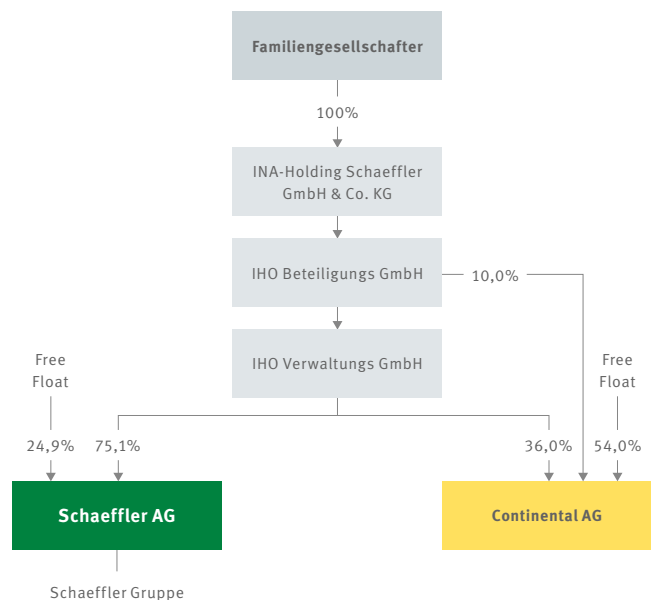 Familiengesellschafter
100%
INA-Holding Schaeffler
GmbH & Co. KG
IHO Beteiligungs GmbH
10,0%
IHO Verwaltungs GmbH
Free
Float
Free
Float
24,9%
75,1%
36,0%
54,0%
Schaeffler AG
Continental AG
Schaeffler Gruppe